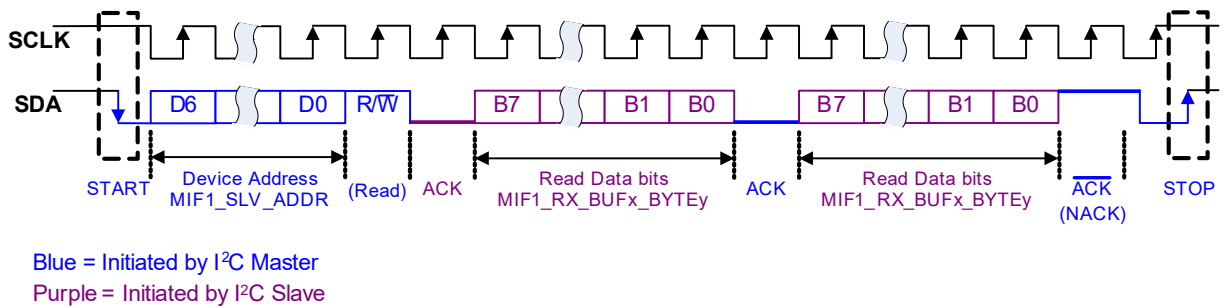 SCLK
SDA
D6 D0 R/W̅ B7 B1 B0 B7 B1 B0
START Device Address (Read) ACK Read Data bits ACK Read Data bits A̅C̅K̅ STOP
MIF1_SLV_ADDR MIF1_RX_BUFx_BYTEy MIF1_RX_BUFx_BYTEy (NACK)
Blue = Initiated by I²C Master
Purple = Initiated by I²C Slave